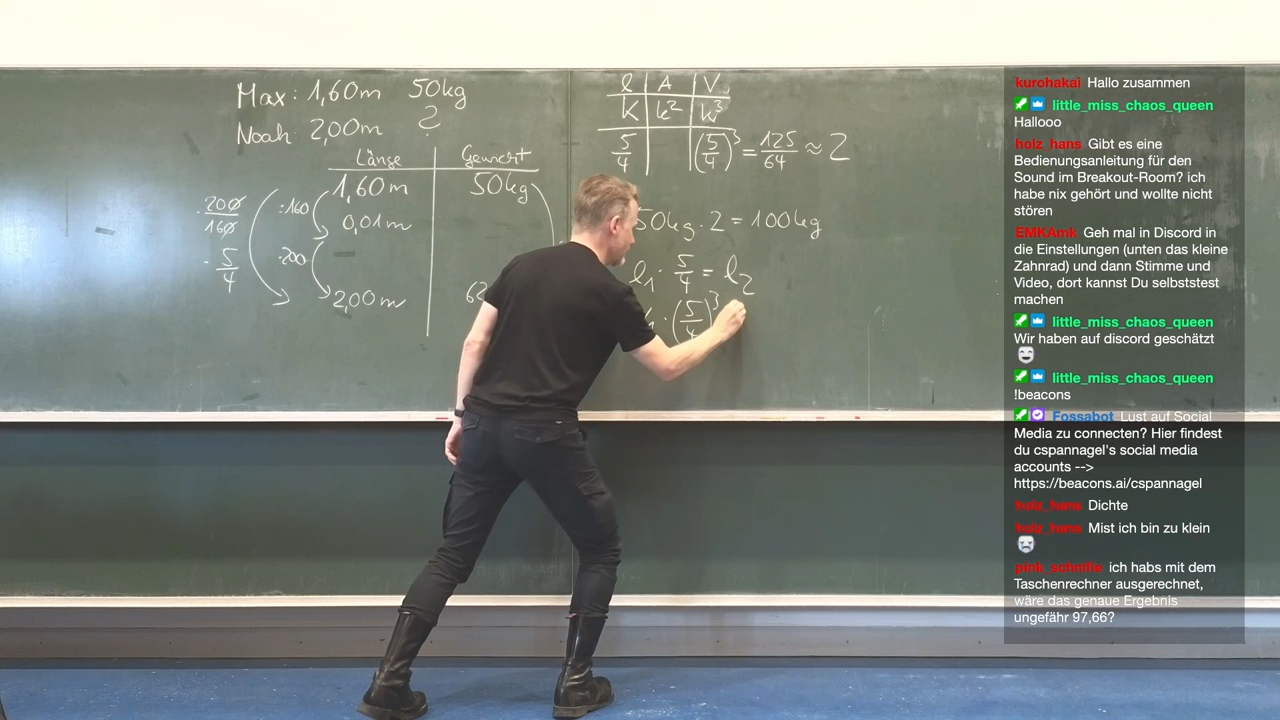 Max: 1,60m 50kg
Noah: 2,00m ?
Länge Gewicht
1,60m 50kg
:160
0,01m
·200
2,00m 62
·200/160
·5/4
l A V
k k² k³
5/4 (5/4)³ = 125/64 ≈ 2
50kg · 2 = 100kg
l₁ · 5/4 = l₂
· (5/4)³
kurohakai Hallo zusammen
little_miss_chaos_queen
Hallooo
holz_hans Gibt es eine
Bedienungsanleitung für den
Sound im Breakout-Room? ich
habe nix gehört und wollte nicht
stören
EMKAmk Geh mal in Discord in
die Einstellungen (unten das kleine
Zahnrad) und dann Stimme und
Video, dort kannst Du selbststest
machen
little_miss_chaos_queen
Wir haben auf discord geschätzt
little_miss_chaos_queen
!beacons
Fossabot Lust auf Social
Media zu connecten? Hier findest
du cspannagel's social media
accounts -->
https://beacons.ai/cspannagel
holz_hans Dichte
holz_hans Mist ich bin zu klein
pink_schnitte ich habs mit dem
Taschenrechner ausgerechnet,
wäre das genaue Ergebnis
ungefähr 97,66?